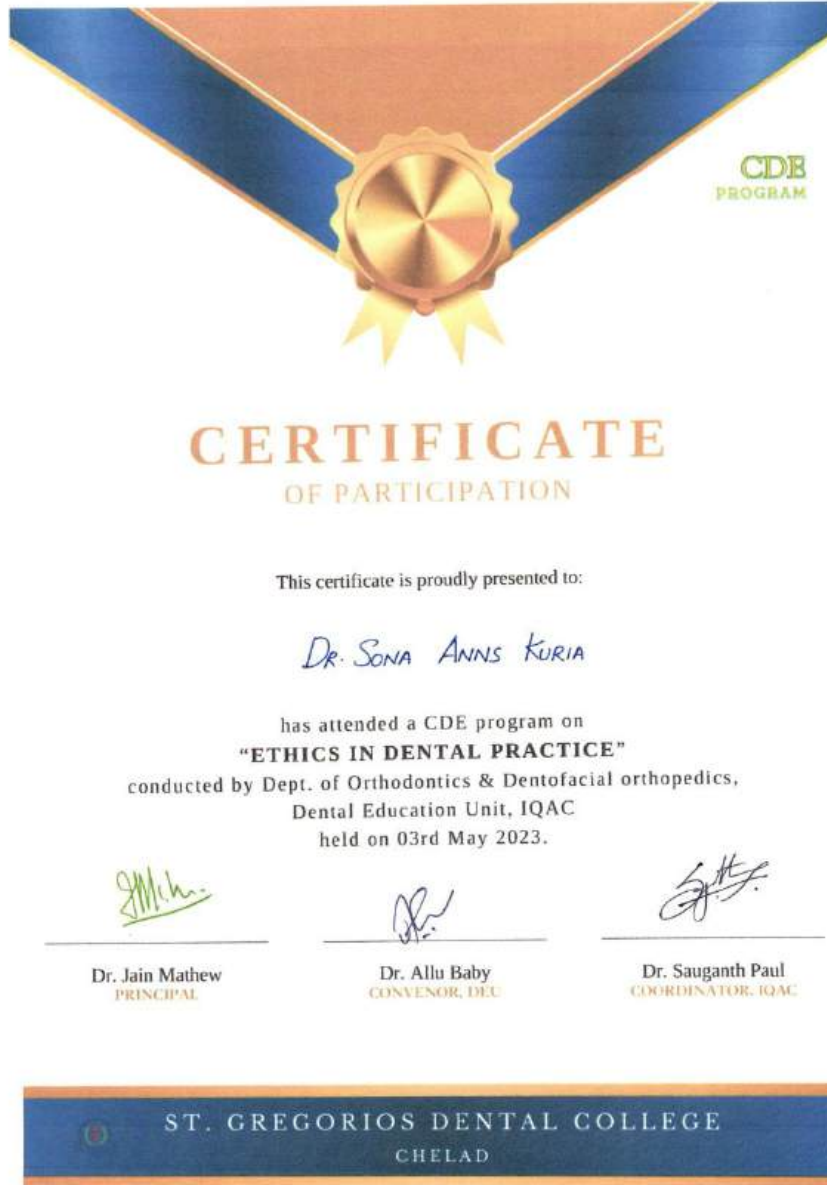 CDE
PROGRAM
CERTIFICATE
OF PARTICIPATION
This certificate is proudly presented to:
DR. SONA ANNS KURIA
has attended a CDE program on
“ETHICS IN DENTAL PRACTICE”
conducted by Dept. of Orthodontics & Dentofacial orthopedics,
Dental Education Unit, IQAC
held on 03rd May 2023.
Dr. Jain Mathew
PRINCIPAL
Dr. Allu Baby
CONVENOR, DEU
Dr. Sauganth Paul
COORDINATOR, IQAC
ST. GREGORIOS DENTAL COLLEGE
CHELAD